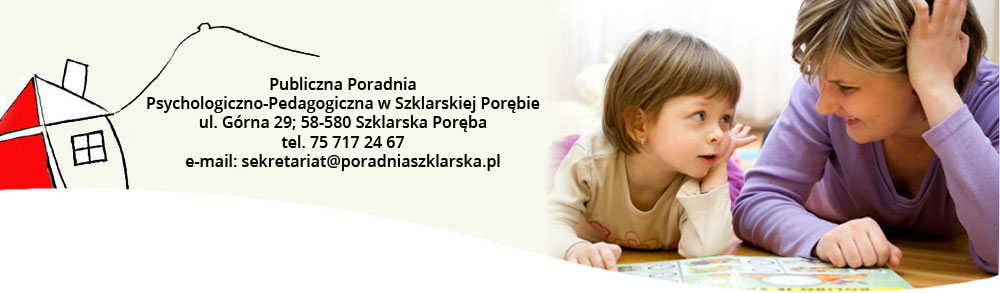 Publiczna Poradnia
Psychologiczno-Pedagogiczna w Szklarskiej Porębie
ul. Górna 29; 58-580 Szklarska Poręba
tel. 75 717 24 67
e-mail: sekretariat@poradniaszklarska.pl